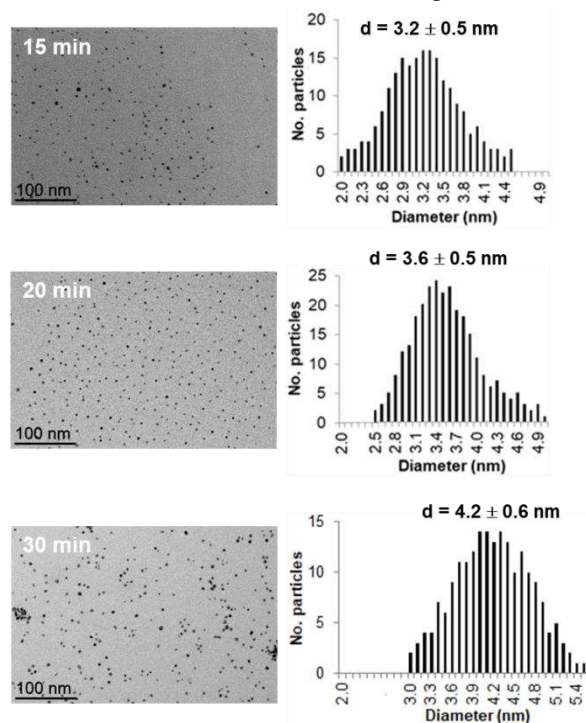 15 min
100 nm
d = 3.2 ± 0.5 nm
No. particles
20
15
10
5
0
2.0 2.3 2.6 2.9 3.2 3.5 3.8 4.1 4.4 4.9
Diameter (nm)
20 min
100 nm
d = 3.6 ± 0.5 nm
No. particles
25
20
15
10
5
0
2.0 2.5 2.8 3.1 3.4 3.7 4.0 4.3 4.6 4.9
Diameter (nm)
30 min
100 nm
d = 4.2 ± 0.6 nm
No. particles
15
10
5
0
2.0 3.0 3.3 3.6 3.9 4.2 4.5 4.8 5.1 5.4
Diameter (nm)